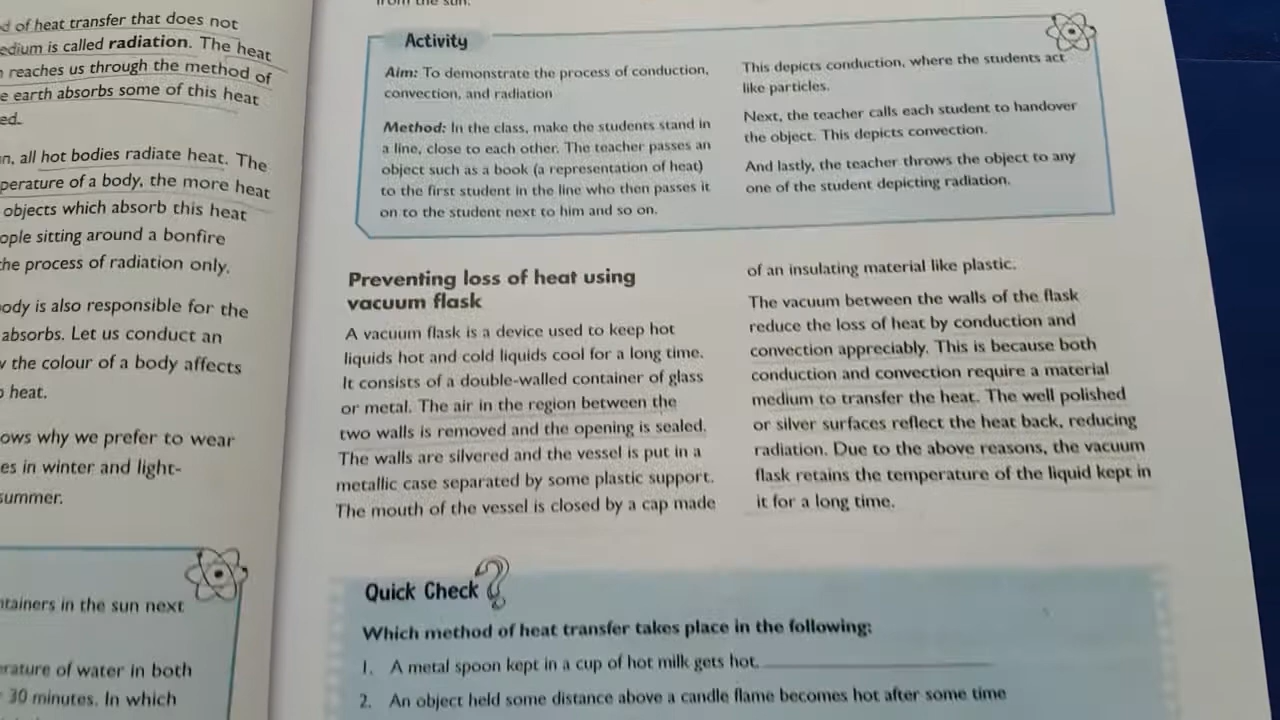 d of heat transfer that does not
edium is called radiation. The heat
n reaches us through the method of
e earth absorbs some of this heat
ed.
n, all hot bodies radiate heat. The
perature of a body, the more heat
objects which absorb this heat
ople sitting around a bonfire
he process of radiation only.
ody is also responsible for the
absorbs. Let us conduct an
w the colour of a body affects
o heat.
ows why we prefer to wear
es in winter and light-
summer.
ntainers in the sun next
erature of water in both
30 minutes. In which
from the sun.
Activity
Aim: To demonstrate the process of conduction,
convection, and radiation
Method: In the class, make the students stand in
a line, close to each other. The teacher passes an
object such as a book (a representation of heat)
to the first student in the line who then passes it
on to the student next to him and so on.
This depicts conduction, where the students act
like particles.
Next, the teacher calls each student to handover
the object. This depicts convection.
And lastly, the teacher throws the object to any
one of the student depicting radiation.
Preventing loss of heat using
vacuum flask
A vacuum flask is a device used to keep hot
liquids hot and cold liquids cool for a long time.
It consists of a double-walled container of glass
or metal. The air in the region between the
two walls is removed and the opening is sealed.
The walls are silvered and the vessel is put in a
metallic case separated by some plastic support.
The mouth of the vessel is closed by a cap made
of an insulating material like plastic.
The vacuum between the walls of the flask
reduce the loss of heat by conduction and
convection appreciably. This is because both
conduction and convection require a material
medium to transfer the heat. The well polished
or silver surfaces reflect the heat back, reducing
radiation. Due to the above reasons, the vacuum
flask retains the temperature of the liquid kept in
it for a long time.
Quick Check ?
Which method of heat transfer takes place in the following:
1. A metal spoon kept in a cup of hot milk gets hot.
2. An object held some distance above a candle flame becomes hot after some time